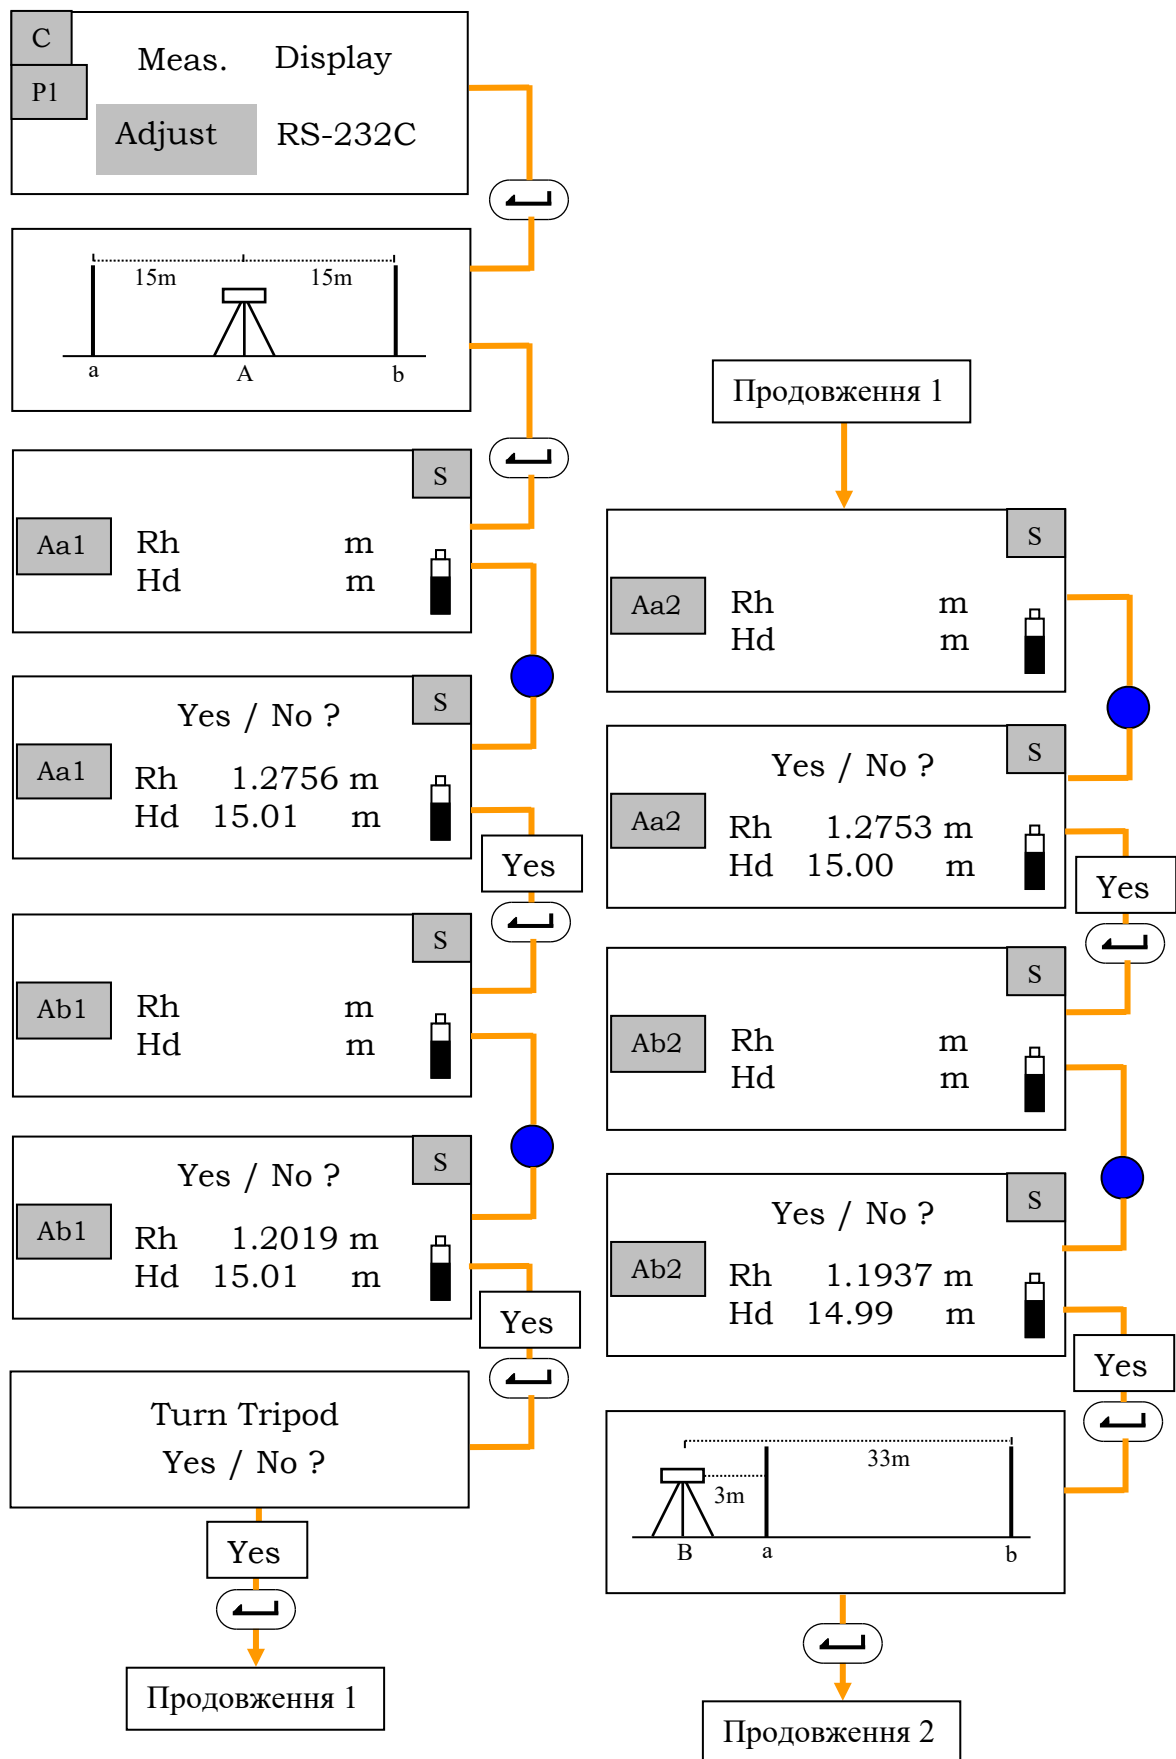 C
Meas. Display
P1
Adjust RS-232C
15m 15m
a A b
S
Aa1
Rh m
Hd m
Yes / No ?
S
Aa1
Rh 1.2756 m
Hd 15.01 m
Yes
S
Ab1
Rh m
Hd m
Yes / No ?
S
Ab1
Rh 1.2019 m
Hd 15.01 m
Yes
Turn Tripod
Yes / No ?
Yes
Продовження 1
Продовження 1
S
Aa2
Rh m
Hd m
Yes / No ?
S
Aa2
Rh 1.2753 m
Hd 15.00 m
Yes
S
Ab2
Rh m
Hd m
Yes / No ?
S
Ab2
Rh 1.1937 m
Hd 14.99 m
Yes
33m
3m
B a b
Продовження 2